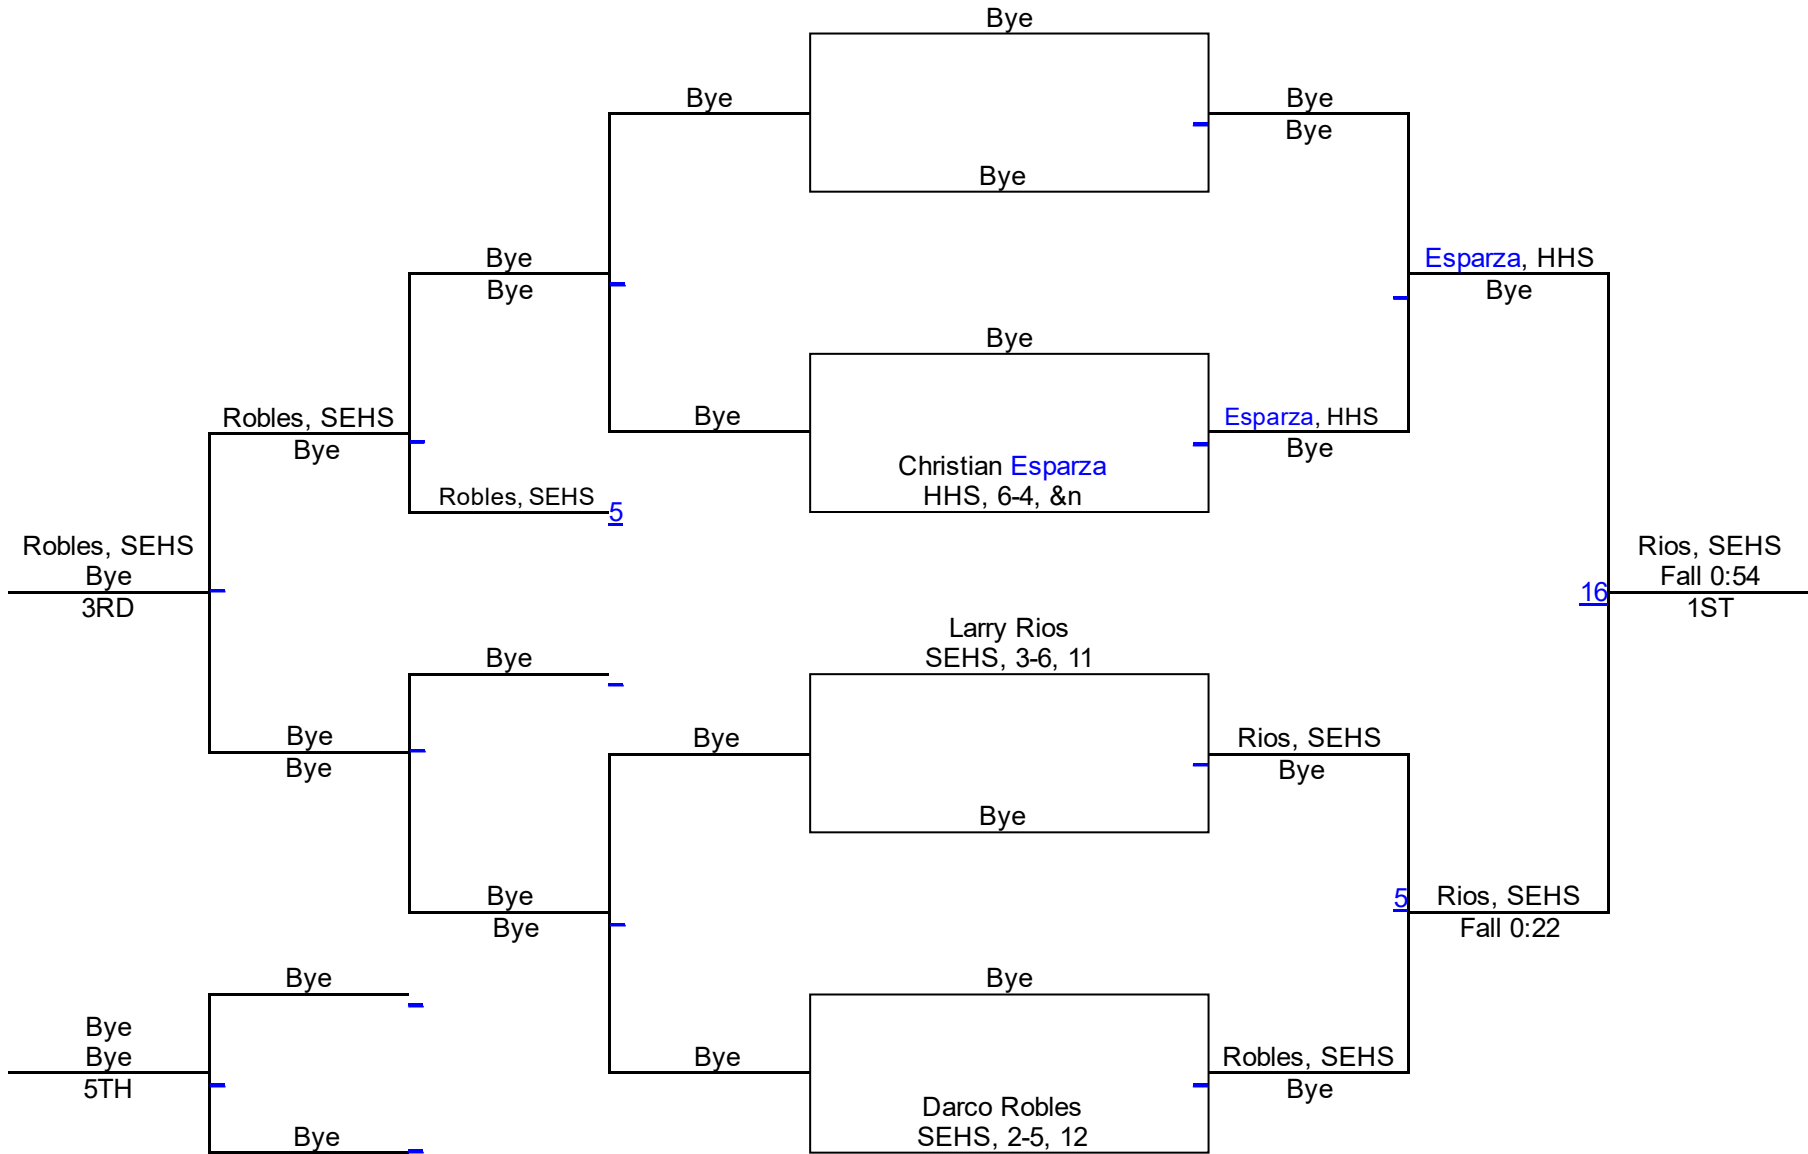 Bye
Bye
Bye
Bye
Bye
Bye
Bye
Esparza, HHS
Bye
Bye
Bye
Bye
Robles, SEHS
Bye
Bye
Esparza, HHS
Bye
Christian Esparza
HHS, 6-4, &n
Robles, SEHS
5
Robles, SEHS
Bye
3RD
Rios, SEHS
Fall 0:54
1ST
16
Larry Rios
SEHS, 3-6, 11
Bye
Bye
Bye
Bye
Rios, SEHS
Bye
Bye
Bye
Bye
5
Rios, SEHS
Fall 0:22
Bye
Bye
Bye
Bye
5TH
Bye
Robles, SEHS
Bye
Darco Robles
SEHS, 2-5, 12
Bye